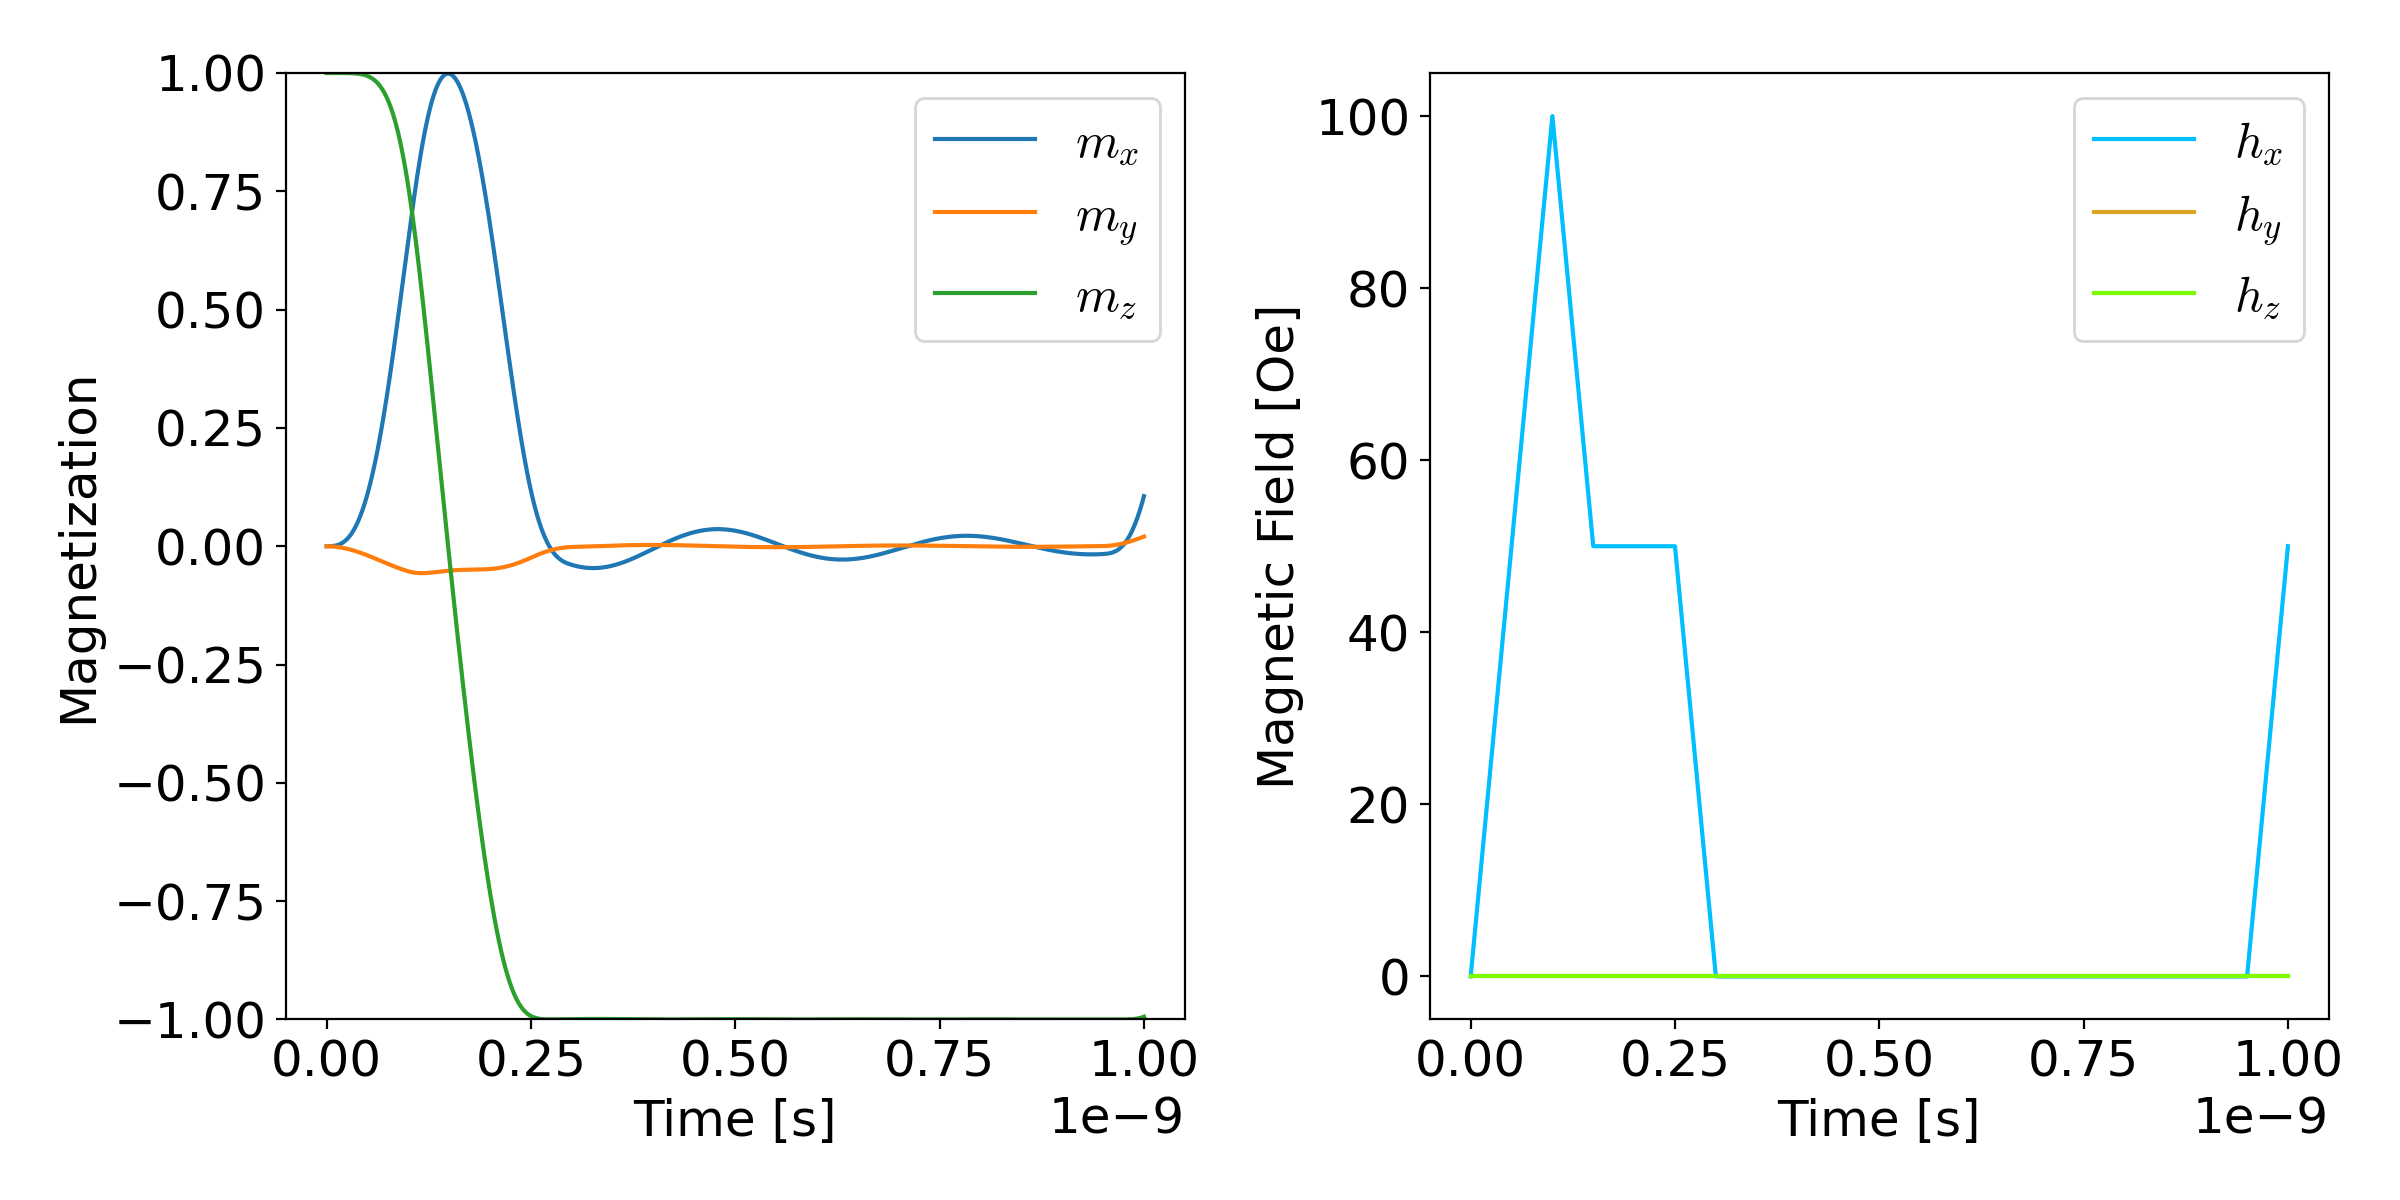 Magnetization
1.00
0.75
0.50
0.25
0.00
−0.25
−0.50
−0.75
−1.00
0.00 0.25 0.50 0.75 1.00
Time [s]
1e−9
m_x
m_y
m_z
Magnetic Field [Oe]
100
80
60
40
20
0
0.00 0.25 0.50 0.75 1.00
Time [s]
1e−9
h_x
h_y
h_z